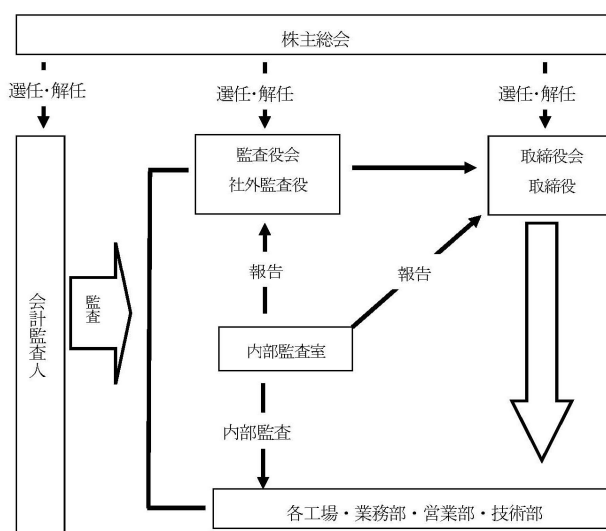 株主総会
選任・解任
選任・解任
選任・解任
監査役会
社外監査役
取締役会
取締役
報告
報告
会計監査人
監査
内部監査室
内部監査
各工場・業務部・営業部・技術部